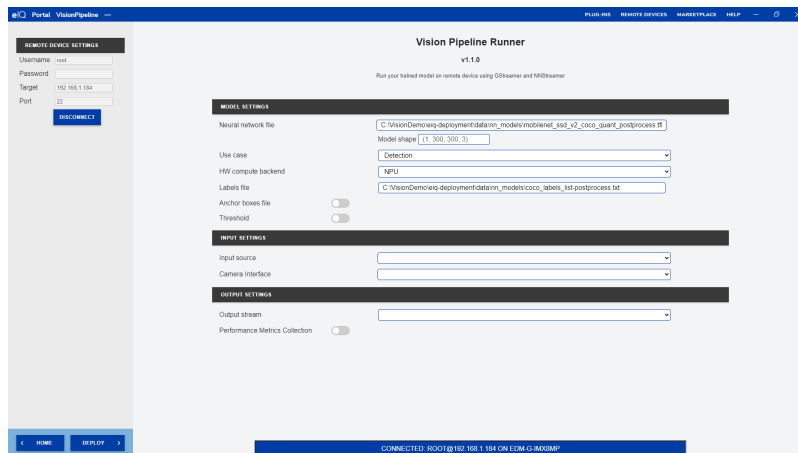 eIQ Portal VisionPipeline —
PLUG-INS REMOTE DEVICES MARKETPLACE HELP
REMOTE DEVICE SETTINGS
Username root
Password
Target 192.168.1.184
Port 22
DISCONNECT
Vision Pipeline Runner
v1.1.0
Run your trained model on remote device using GStreamer and NNStreamer
MODEL SETTINGS
Neural network file C:\VisionDemo\eiq-deployment\data\nn_models\mobilenet_ssd_v2_coco_quant_postprocess.tfl
Model shape (1, 300, 300, 3)
Use case Detection
HW compute backend NPU
Labels file C:\VisionDemo\eiq-deployment\data\nn_models\coco_labels_list-postprocess.txt
Anchor boxes file
Threshold
INPUT SETTINGS
Input source
Camera Interface
OUTPUT SETTINGS
Output stream
Performance Metrics Collection
HOME DEPLOY
CONNECTED: ROOT@192.168.1.184 ON EDM-G-IMX8MP